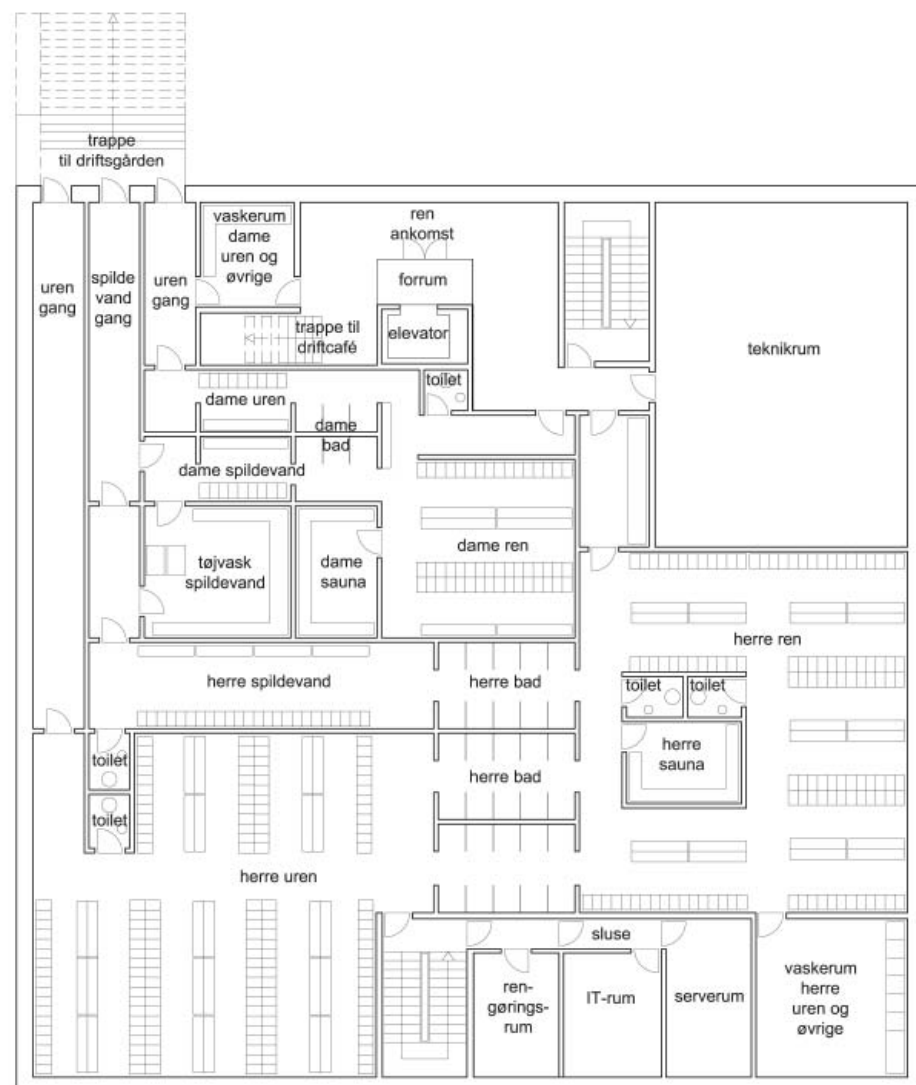 trappe
til driftsgården
uren
gang
spilde
vand
gang
uren
gang
vaskerum
dame
uren og
øvrige
ren
ankomst
forrum
elevator
trappe til
driftcafé
teknikrum
toilet
dame uren
dame
bad
dame spildevand
tøjvask
spildevand
dame
sauna
dame ren
herre ren
herre spildevand
herre bad
toilet
toilet
herre
sauna
toilet
herre bad
toilet
herre uren
sluse
ren-
gørings-
rum
IT-rum
serverum
vaskerum
herre
uren og
øvrige